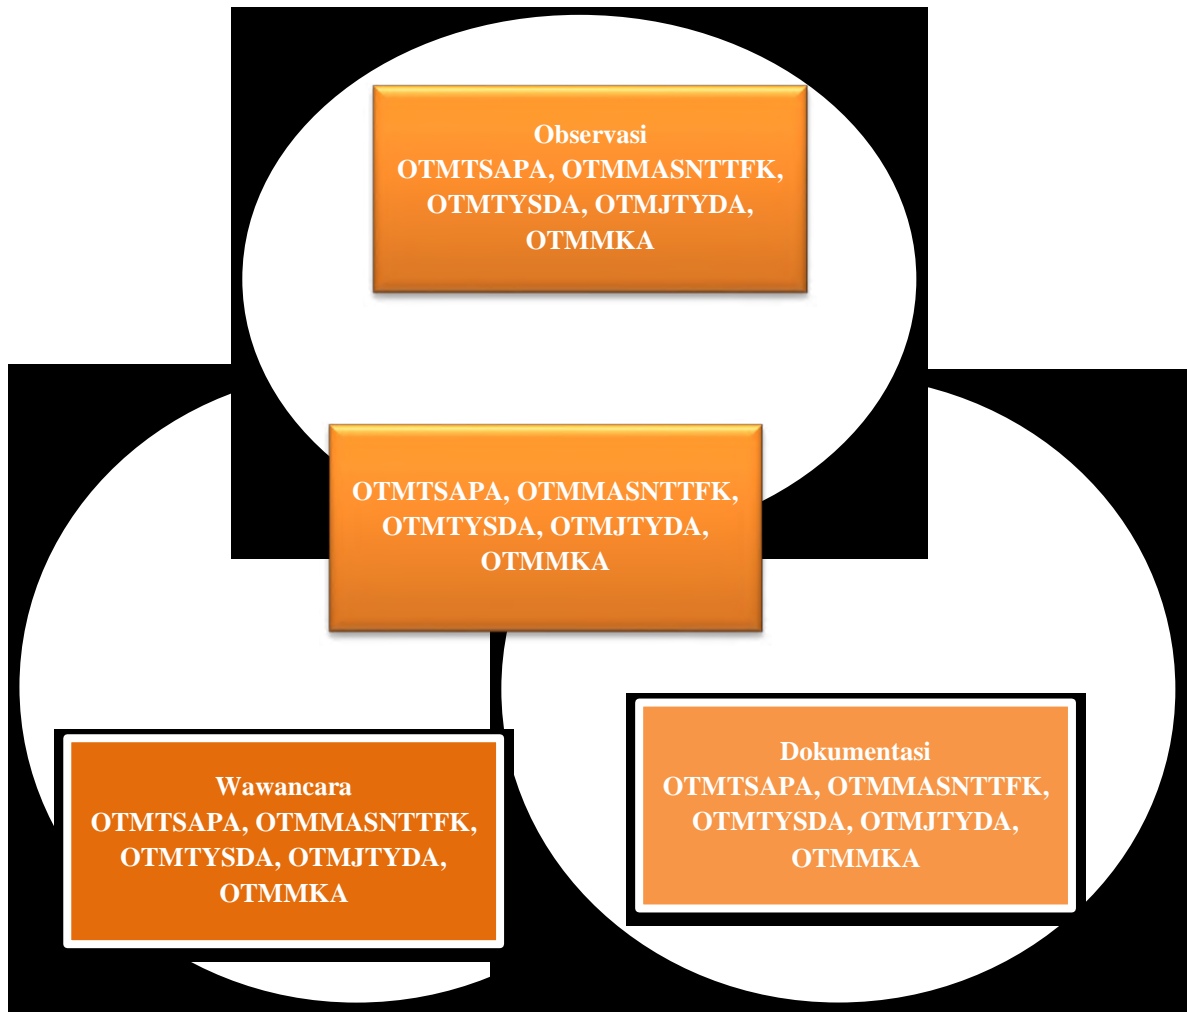 Observasi
OTMTSAPA, OTMMASNTTFK,
OTMTYSDA, OTMJTYDA,
OTMMKA
OTMTSAPA, OTMMASNTTFK,
OTMTYSDA, OTMJTYDA,
OTMMKA
Wawancara
OTMTSAPA, OTMMASNTTFK,
OTMTYSDA, OTMJTYDA,
OTMMKA
Dokumentasi
OTMTSAPA, OTMMASNTTFK,
OTMTYSDA, OTMJTYDA,
OTMMKA